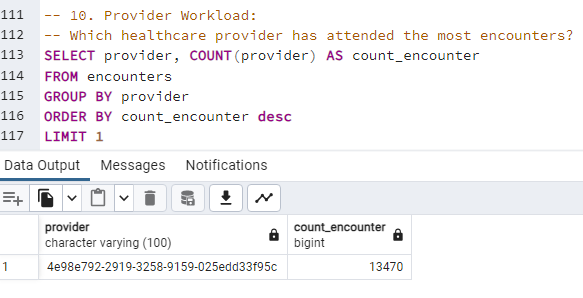 111 -- 10. Provider Workload:
112 -- Which healthcare provider has attended the most encounters?
113 SELECT provider, COUNT(provider) AS count_encounter
114 FROM encounters
115 GROUP BY provider
116 ORDER BY count_encounter desc
117 LIMIT 1
Data Output Messages Notifications
provider count_encounter
character varying (100) bigint
1 4e98e792-2919-3258-9159-025edd33f95c 13470